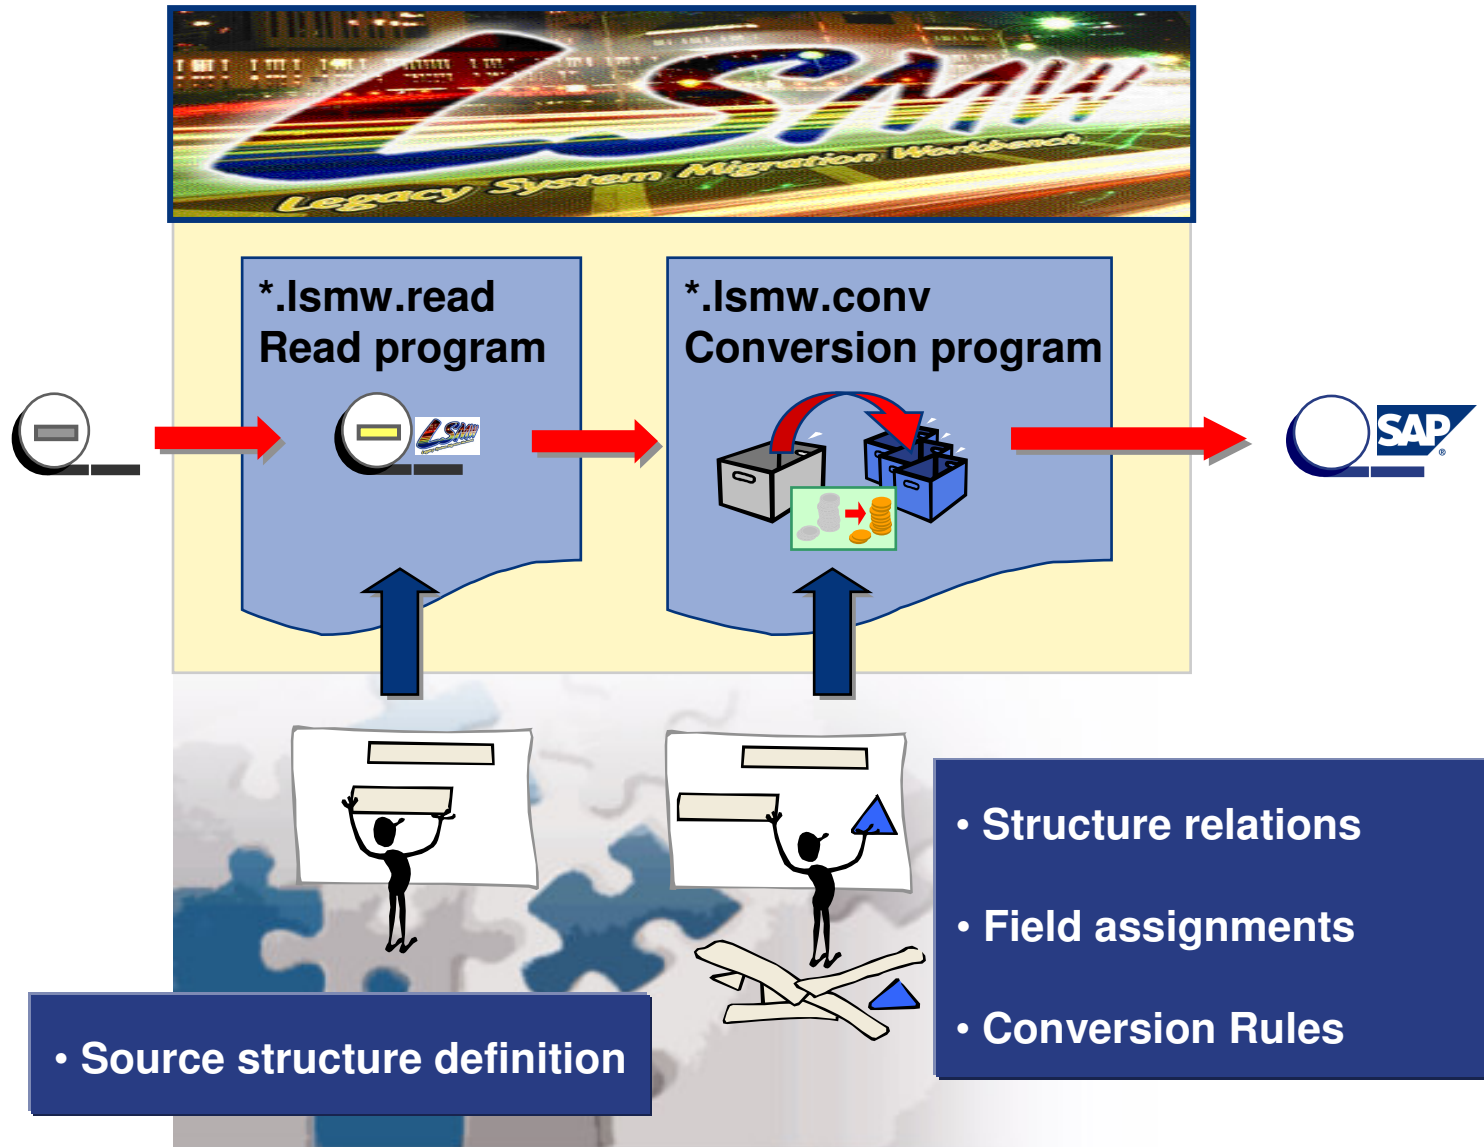 LSMW
Legacy System Migration Workbench
*.lsmw.read
Read program
*.lsmw.conv
Conversion program
LSMW
SAP
®
• Structure relations
• Field assignments
• Conversion Rules
• Source structure definition